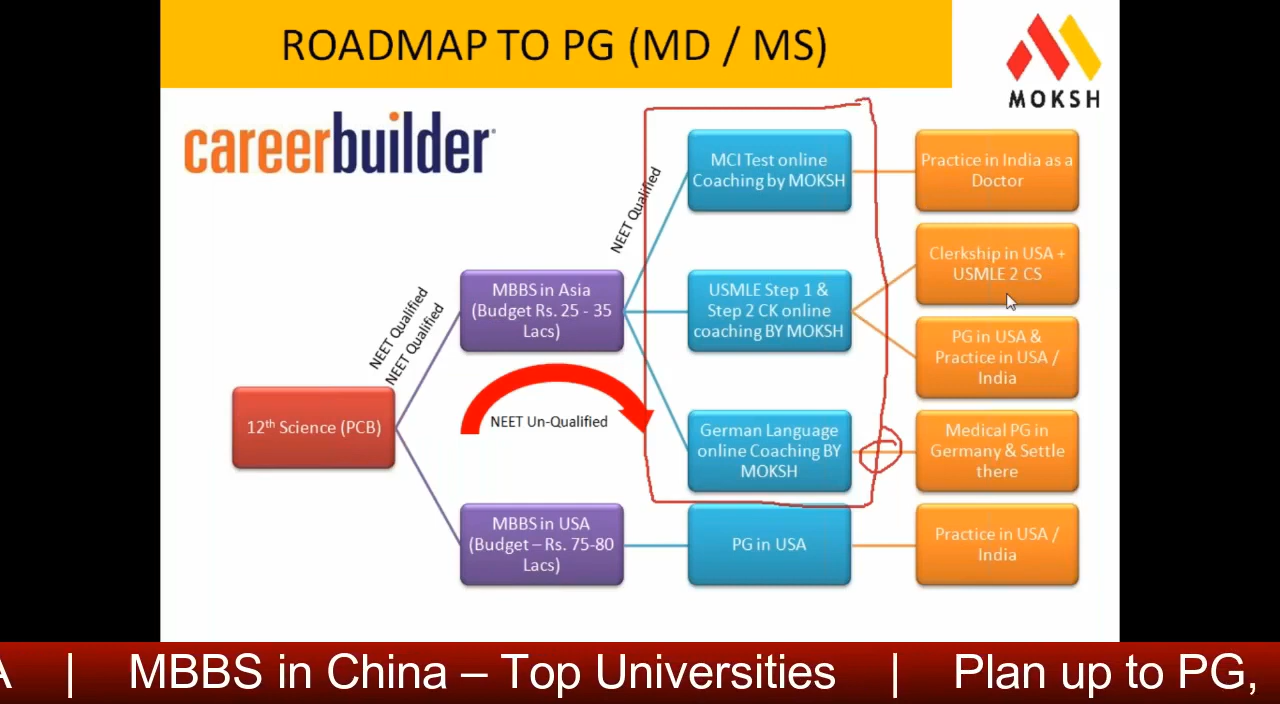 ROADMAP TO PG (MD / MS)
MOKSH
careerbuilder
NEET Qualified
NEET Qualified
NEET Qualified
12th Science (PCB)
MBBS in Asia
(Budget Rs. 25 - 35
Lacs)
NEET Un-Qualified
MBBS in USA
(Budget – Rs. 75-80
Lacs)
MCI Test online
Coaching by MOKSH
USMLE Step 1 &
Step 2 CK online
coaching BY MOKSH
German Language
online Coaching BY
MOKSH
PG in USA
Practice in India as a
Doctor
Clerkship in USA +
USMLE 2 CS
PG in USA &
Practice in USA /
India
Medical PG in
Germany & Settle
there
Practice in USA /
India
A | MBBS in China – Top Universities | Plan up to PG,